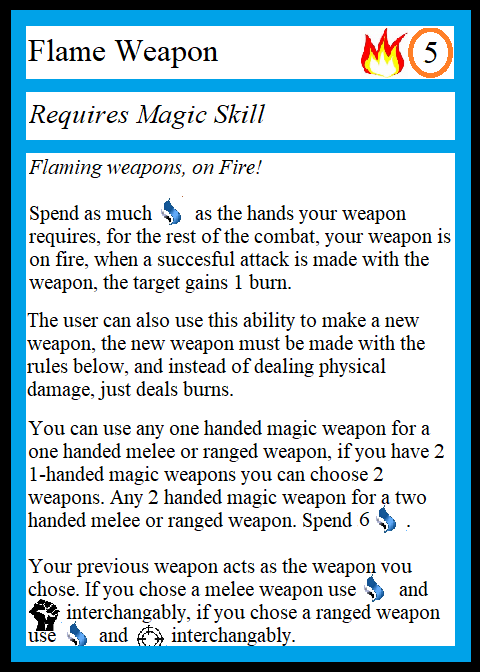 Flame Weapon 5
Requires Magic Skill
Flaming weapons, on Fire!
Spend as much as the hands your weapon
requires, for the rest of the combat, your weapon is
on fire, when a succesful attack is made with the
weapon, the target gains 1 burn.
The user can also use this ability to make a new
weapon, the new weapon must be made with the
rules below, and instead of dealing physical
damage, just deals burns.
You can use any one handed magic weapon for a
one handed melee or ranged weapon, if you have 2
1-handed magic weapons you can choose 2
weapons. Any 2 handed magic weapon for a two
handed melee or ranged weapon. Spend 6 .
Your previous weapon acts as the weapon you
chose. If you chose a melee weapon use and
interchangably, if you chose a ranged weapon
use and interchangably.